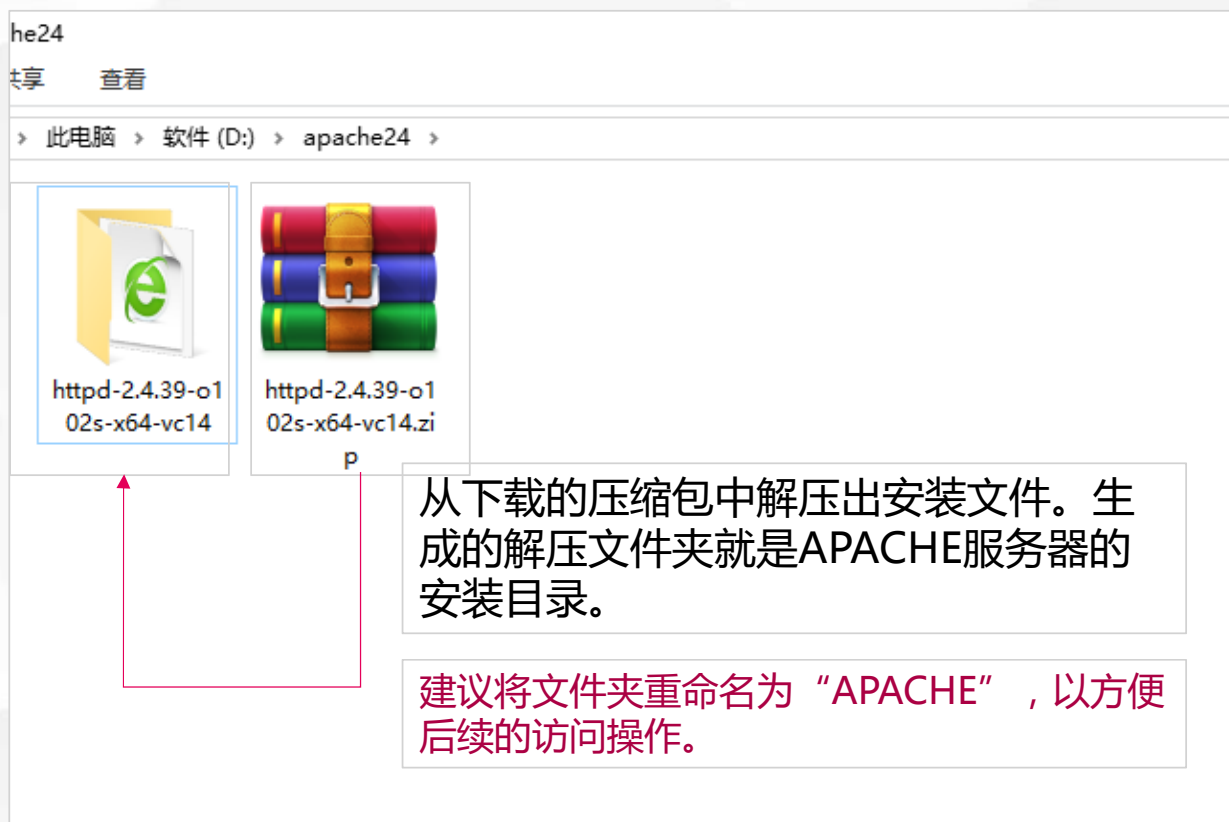 he24
共享 查看
› 此电脑 › 软件 (D:) › apache24 ›
httpd-2.4.39-o1
02s-x64-vc14
httpd-2.4.39-o1
02s-x64-vc14.zi
p
从下载的压缩包中解压出安装文件。生
成的解压文件夹就是APACHE服务器的
安装目录。
建议将文件夹重命名为“APACHE”，以方便
后续的访问操作。